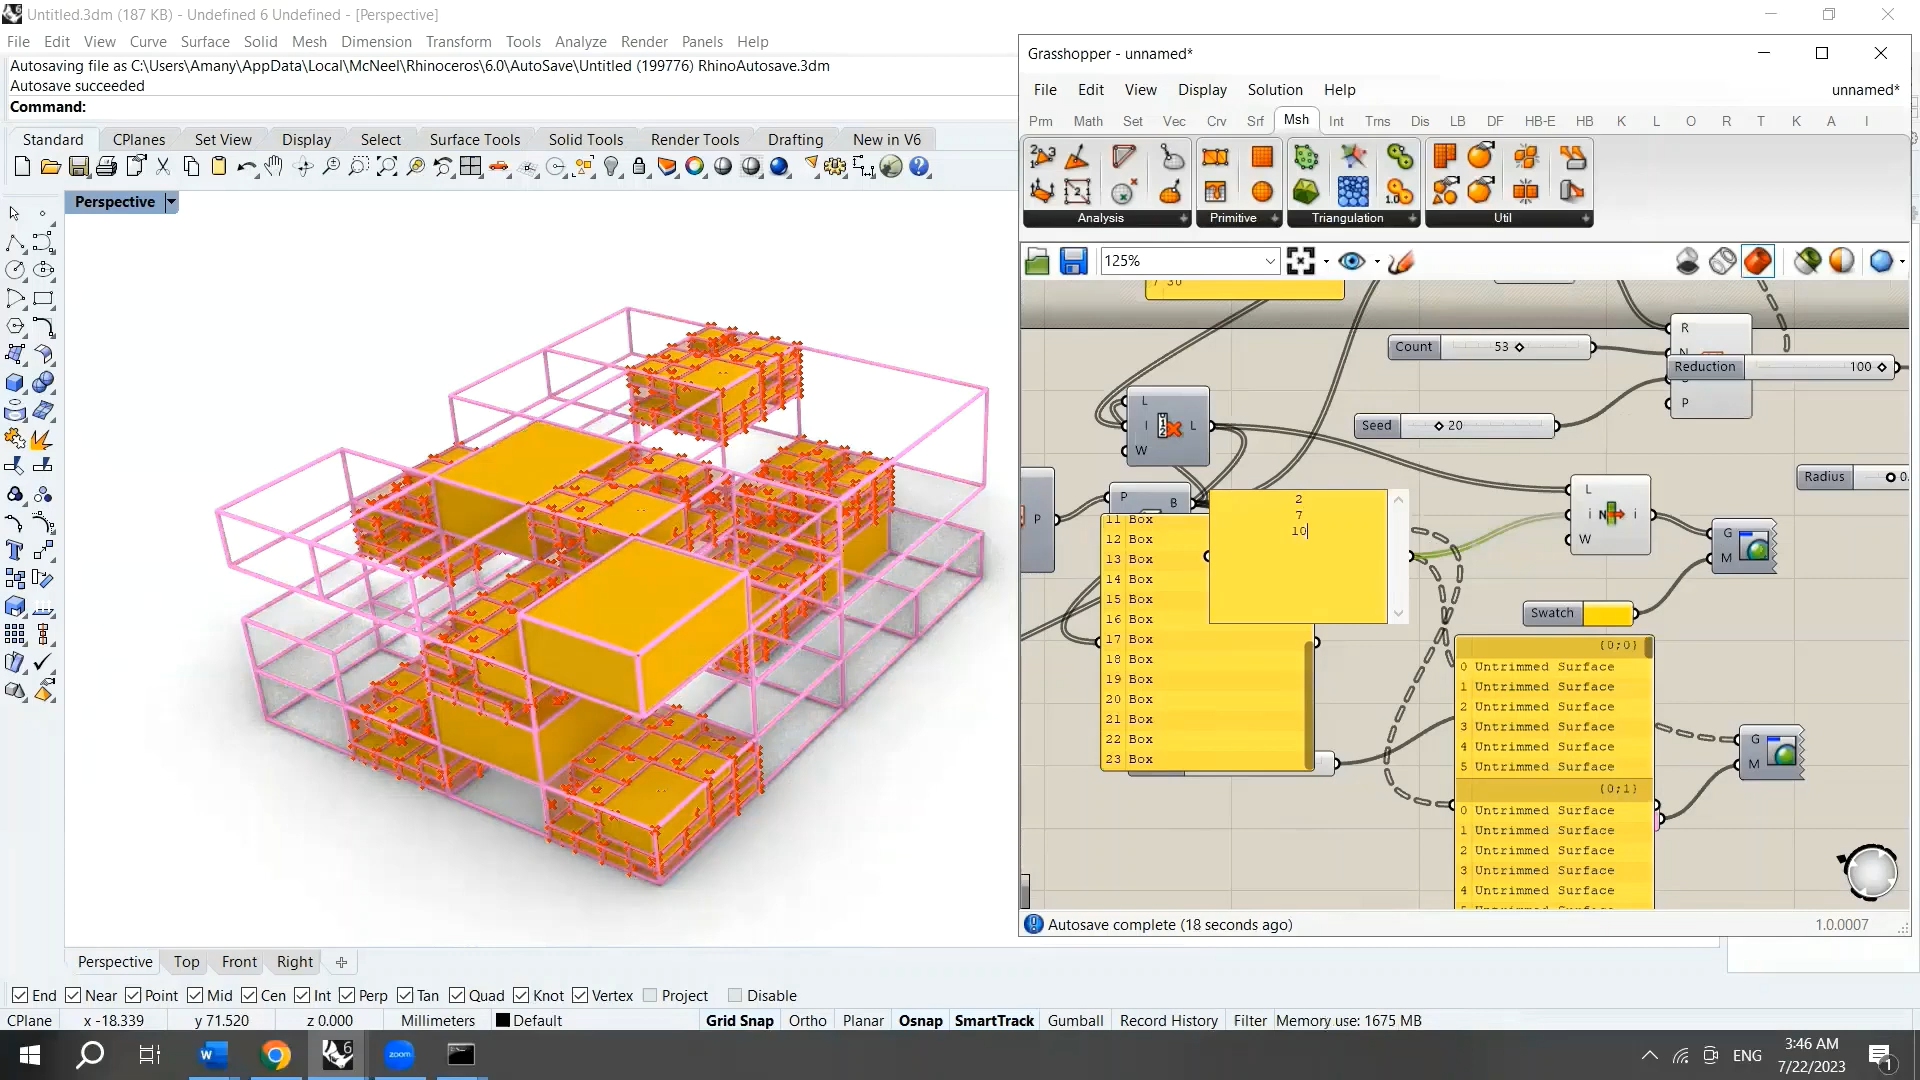 Untitled.3dm (187 KB) - Undefined 6 Undefined - [Perspective]
File Edit View Curve Surface Solid Mesh Dimension Transform Tools Analyze Render Panels Help
Autosaving file as C:\Users\Amany\AppData\Local\McNeel\Rhinoceros\6.0\AutoSave\Untitled (199776) RhinoAutosave.3dm
Autosave succeeded
Command:
Standard CPlanes Set View Display Select Surface Tools Solid Tools Mesh Tools Render Tools Drafting New in V6
Perspective
Grasshopper - unnamed*
File Edit View Display Solution Help unnamed*
Prm Math Set Vec Crv Srf Msh Int Trns Dis LB DF HB-E HB K L O R T K A I
Analysis Primitive Triangulation Util
125%
7 30
Count 53
R
N
P
Reduction 100
L
I L
W
Seed 20
L
i N i
W
Radius 0.
P
P B
2
7
10
11 Box
12 Box
13 Box
14 Box
15 Box
16 Box
17 Box
18 Box
19 Box
20 Box
21 Box
22 Box
23 Box
G
M
Swatch
{0;0}
0 Untrimmed Surface
1 Untrimmed Surface
2 Untrimmed Surface
3 Untrimmed Surface
4 Untrimmed Surface
5 Untrimmed Surface
{0;1}
0 Untrimmed Surface
1 Untrimmed Surface
2 Untrimmed Surface
3 Untrimmed Surface
4 Untrimmed Surface
G
M
Autosave complete (18 seconds ago) 1.0.0007
Perspective Top Front Right
End Near Point Mid Cen Int Perp Tan Quad Knot Vertex Project Disable
CPlane x -18.339 y 71.520 z 0.000 Millimeters Default Grid Snap Ortho Planar Osnap SmartTrack Gumball Record History Filter Memory use: 1675 MB
zoom
ENG
3:46 AM
7/22/2023
1